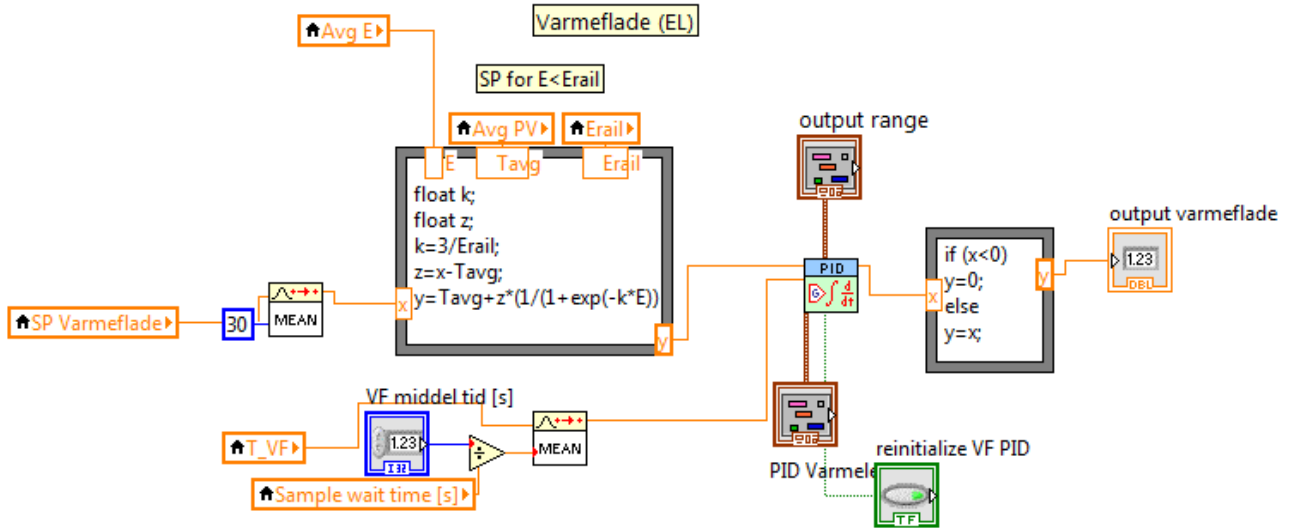 Varmeflade (EL)
Avg E
SP for E<Erail
Avg PV
Erail
output range
E
Tavg
Erail
float k;
float z;
k=3/Erail;
z=x-Tavg;
y=Tavg+z*(1/(1+exp(-k*E))
x
y
SP Varmeflade
30
MEAN
PID
d
dt
G
if (x<0)
y=0;
else
y=x;
x
y
output varmeflade
1.23
DBL
VF middel tid [s]
1.23
I32
T_VF
÷
MEAN
Sample wait time [s]
PID Varmele
reinitialize VF PID
TF